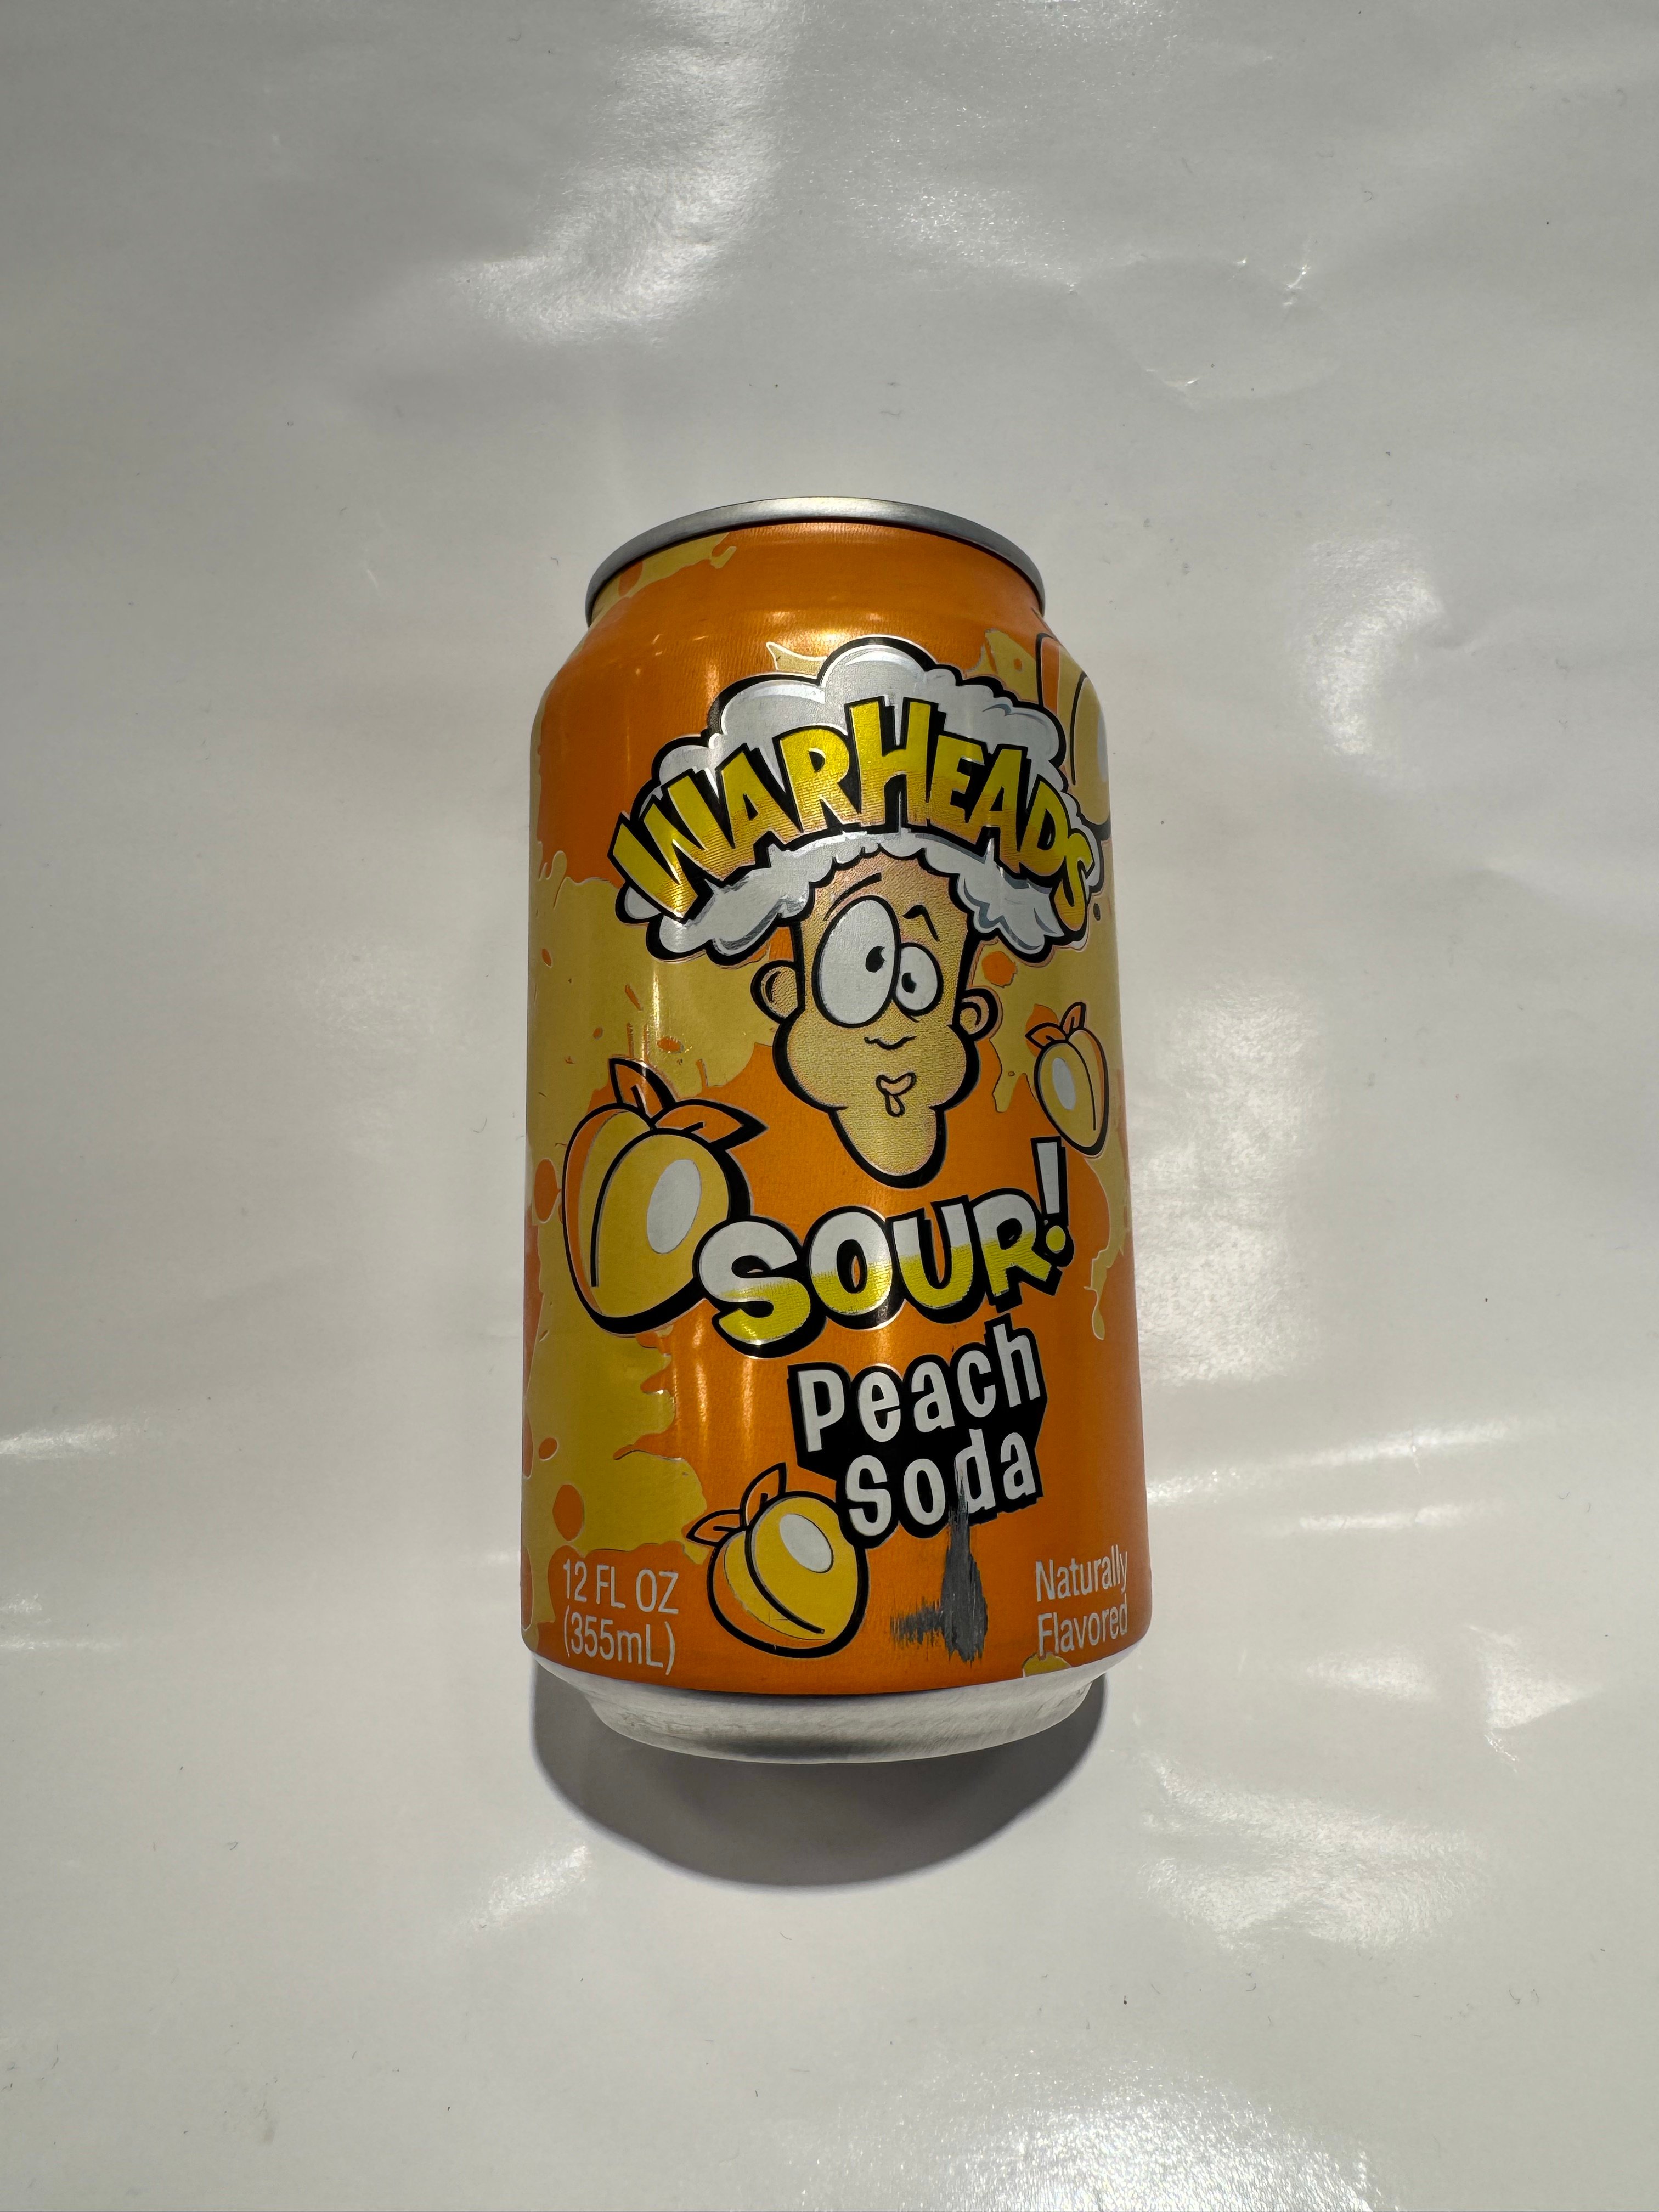 WARHEADS
SOUR!
Peach
Soda
12 FL OZ
(355mL)
Naturally
Flavored